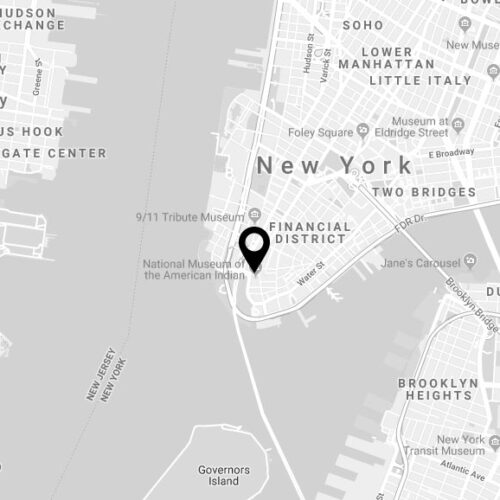 HUDSON
CHANGE
SOHO
BOW
Greene St
Hudson St
Varick St
New Muse
LOWER
MANHATTAN
LITTLE ITALY
US HOOK
GATE CENTER
Foley Square
Museum at
Eldridge Street
E Broadway
New York
TWO BRIDGES
9/11 Tribute Museum
FINANCIAL
DISTRICT
FDR Dr
National Museum of
the American Indian
Water St
Jane's Carousel
DU
Brooklyn Bridge
NEW JERSEY
NEW YORK
BROOKLYN
HEIGHTS
New York
Transit Museum
Atlantic Ave
Governors
Island